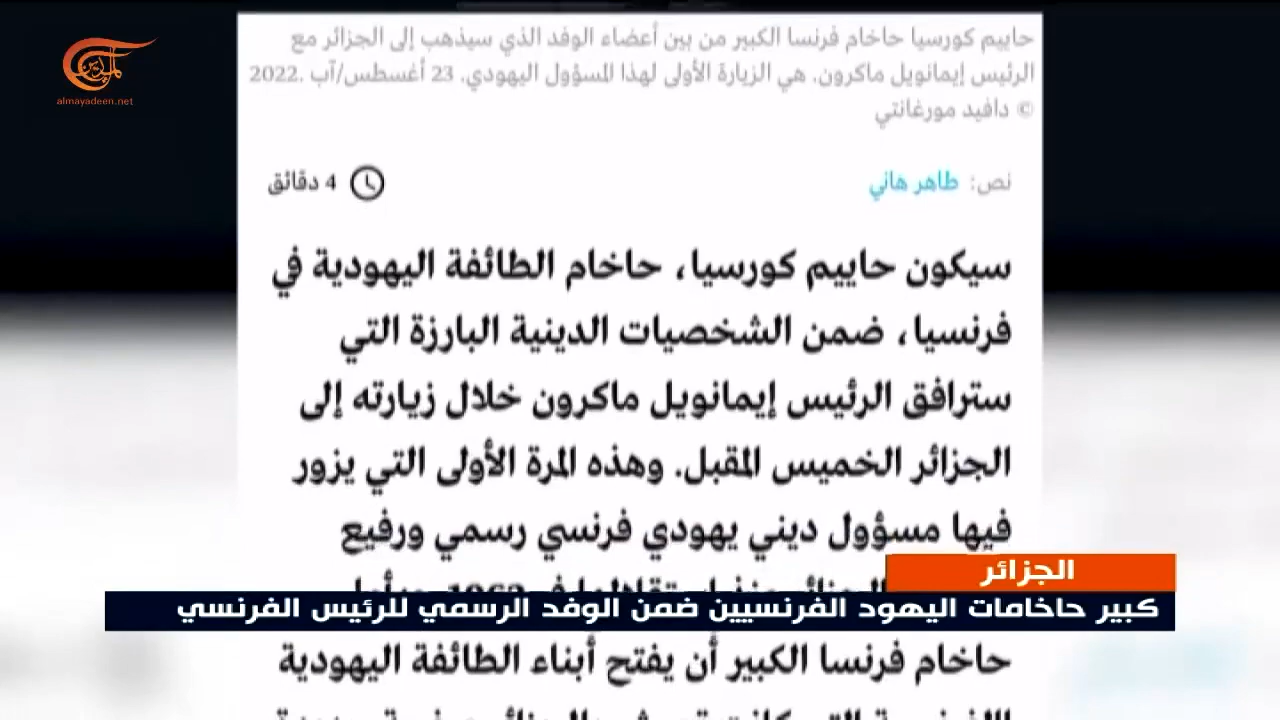 الميادين
almayadeen.net
حاييم كورسيا حاخام فرنسا الكبير من بين أعضاء الوفد الذي سيذهب إلى الجزائر مع
الرئيس إيمانويل ماكرون. هي الزيارة الأولى لهذا المسؤول اليهودي. 23 أغسطس/آب .2022
© دافيد مورغانتي
نص: طاهر هاني
4 دقائق
سيكون حاييم كورسيا، حاخام الطائفة اليهودية في
فرنسيا، ضمن الشخصيات الدينية البارزة التي
سترافق الرئيس إيمانويل ماكرون خلال زيارته إلى
الجزائر الخميس المقبل. وهذه المرة الأولى التي يزور
فيها مسؤول ديني يهودي فرنسي رسمي ورفيع
الجزائر
كبير حاخامات اليهود الفرنسيين ضمن الوفد الرسمي للرئيس الفرنسي
حاخام فرنسا الكبير أن يفتح أبناء الطائفة اليهودية